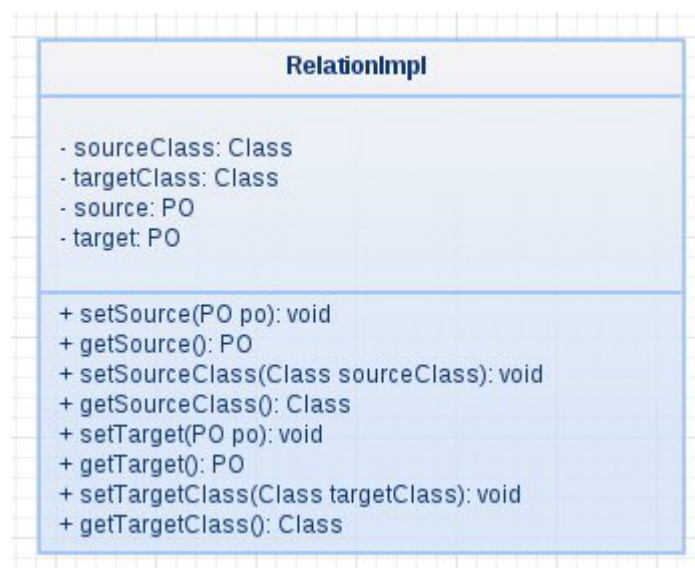 RelationImpl
- sourceClass: Class
- targetClass: Class
- source: PO
- target: PO
+ setSource(PO po): void
+ getSource(): PO
+ setSourceClass(Class sourceClass): void
+ getSourceClass(): Class
+ setTarget(PO po): void
+ getTarget(): PO
+ setTargetClass(Class targetClass): void
+ getTargetClass(): Class